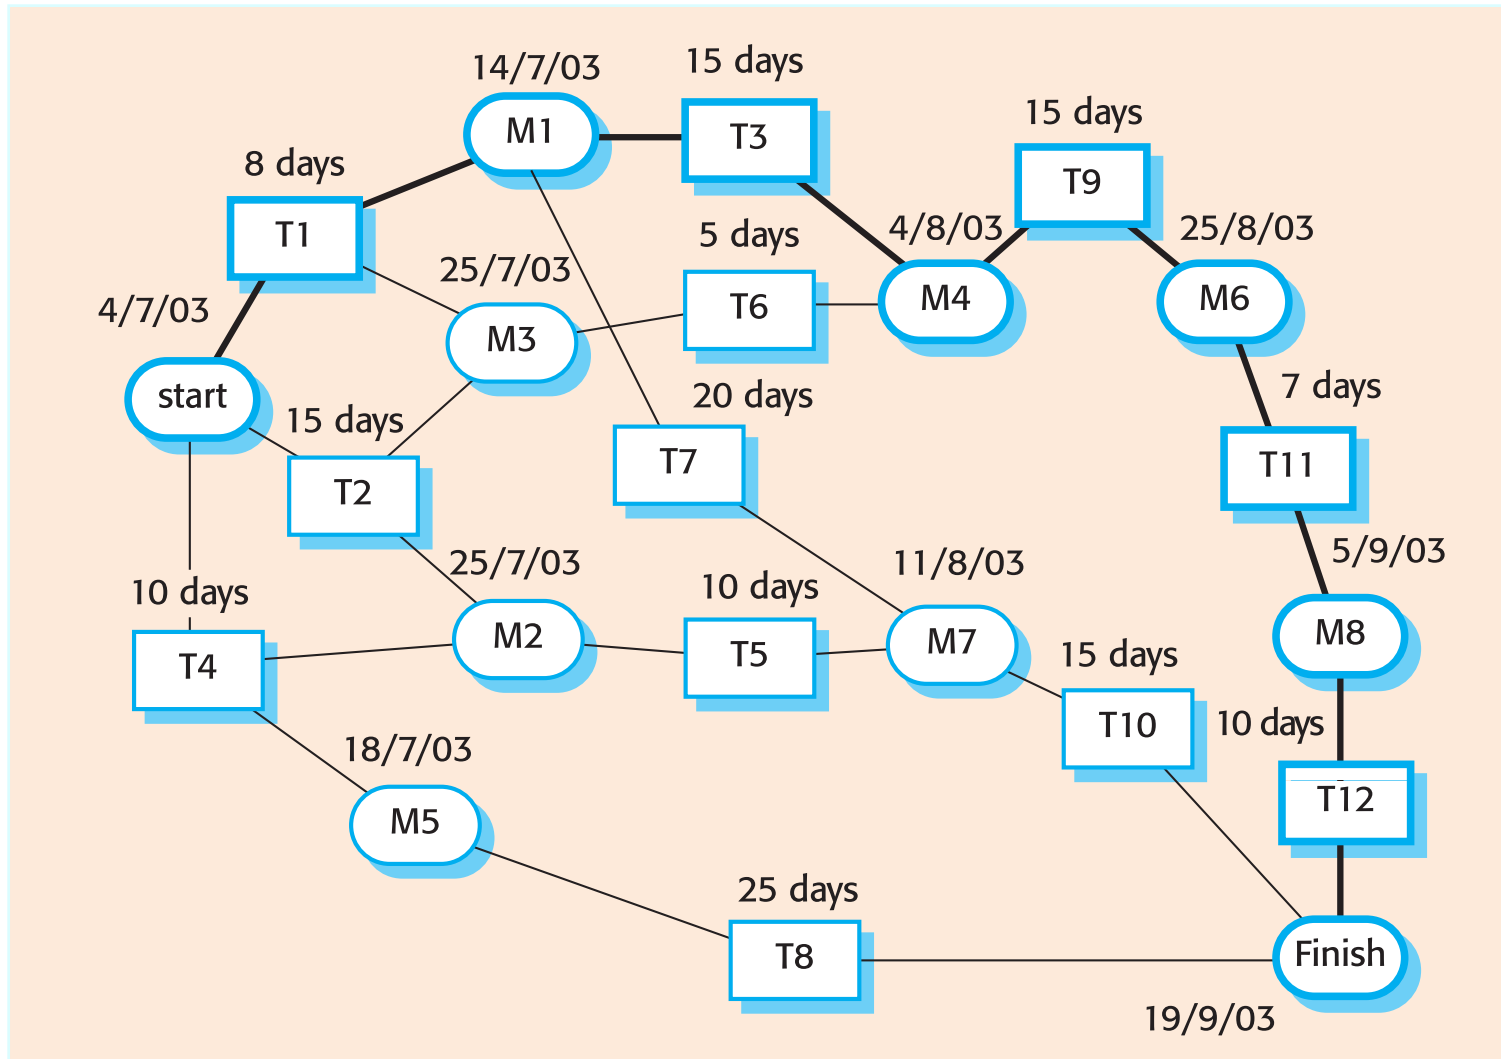 14/7/03
15 days
M1
15 days
T3
8 days
T9
T1
5 days
4/8/03
25/8/03
25/7/03
4/7/03
M3
T6
M4
M6
start
15 days
20 days
7 days
T2
T7
T11
25/7/03
11/8/03
5/9/03
10 days
10 days
T4
M2
T5
M7
15 days
M8
18/7/03
T10
10 days
M5
T12
25 days
T8
Finish
19/9/03